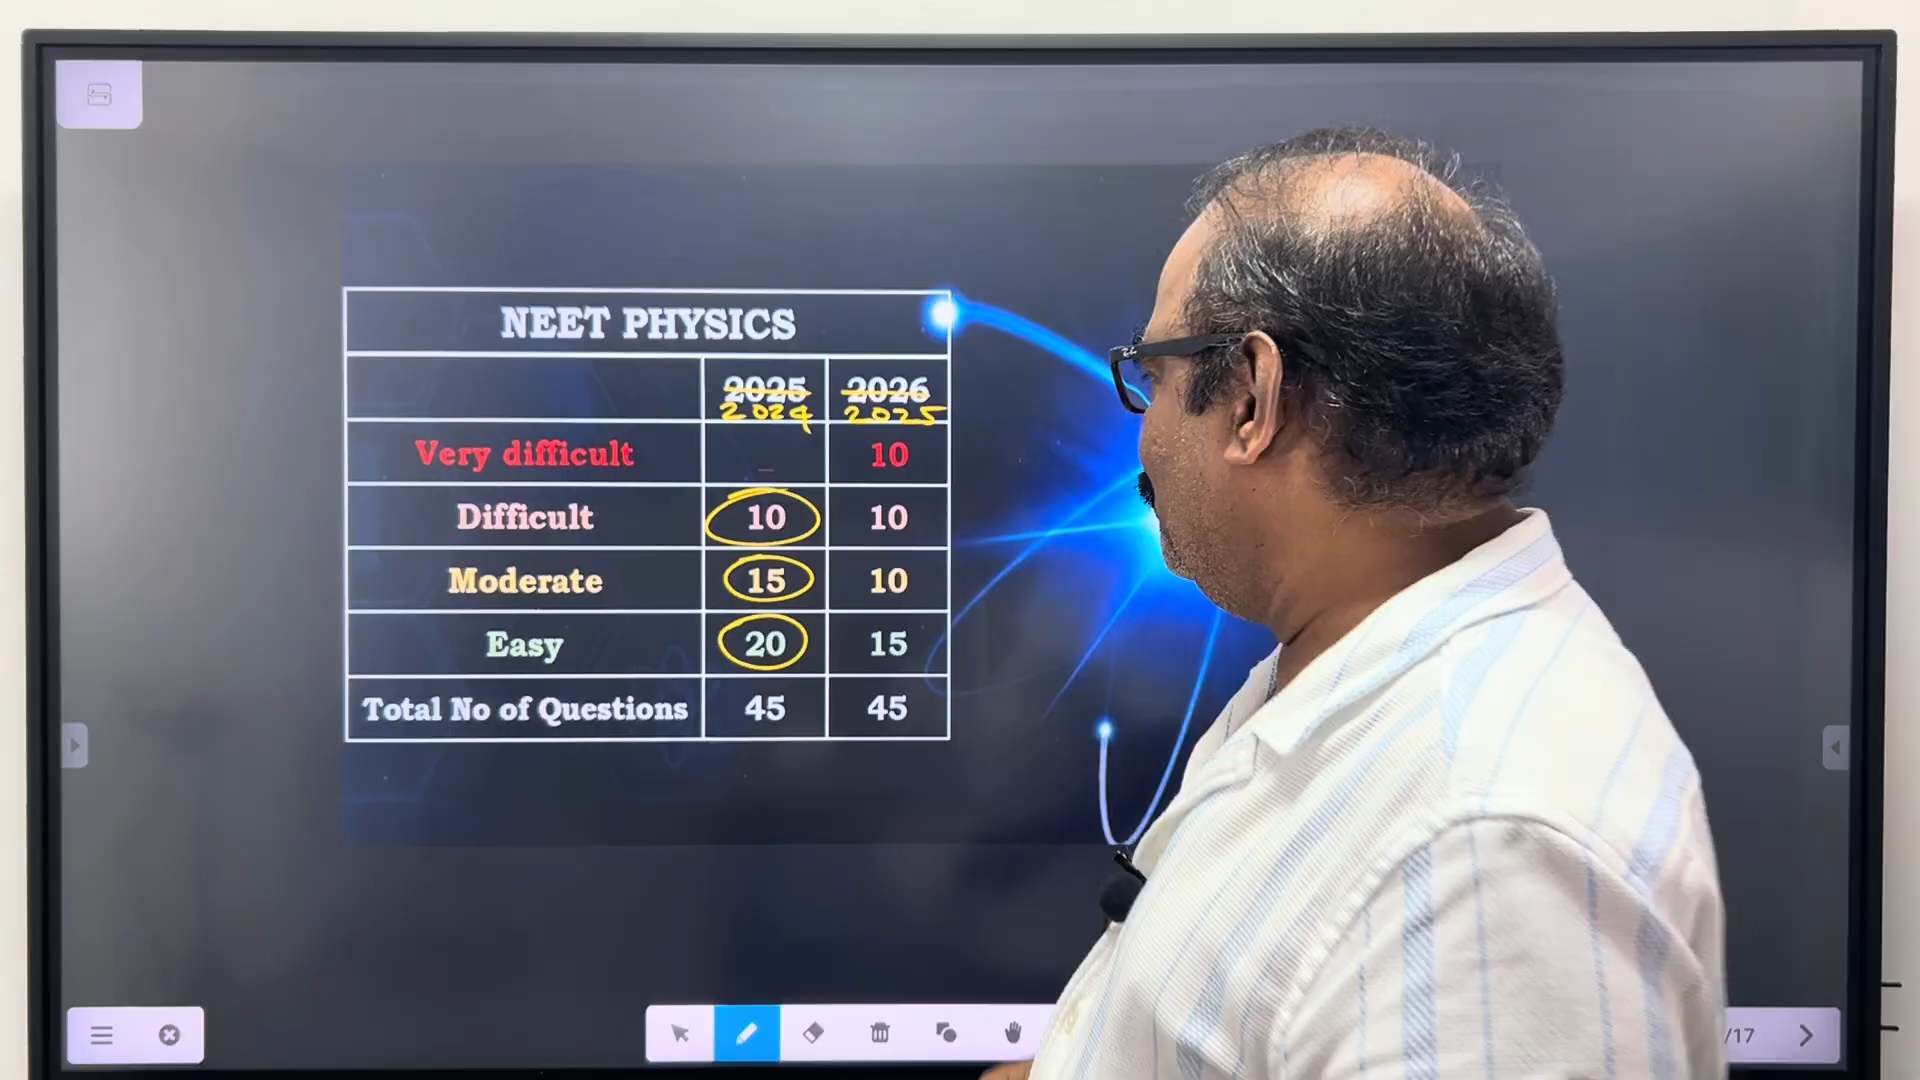 NEET PHYSICS
2025 2026
2024 2025
Very difficult _ 10
Difficult 10 10
Moderate 15 10
Easy 20 15
Total No of Questions 45 45
/17